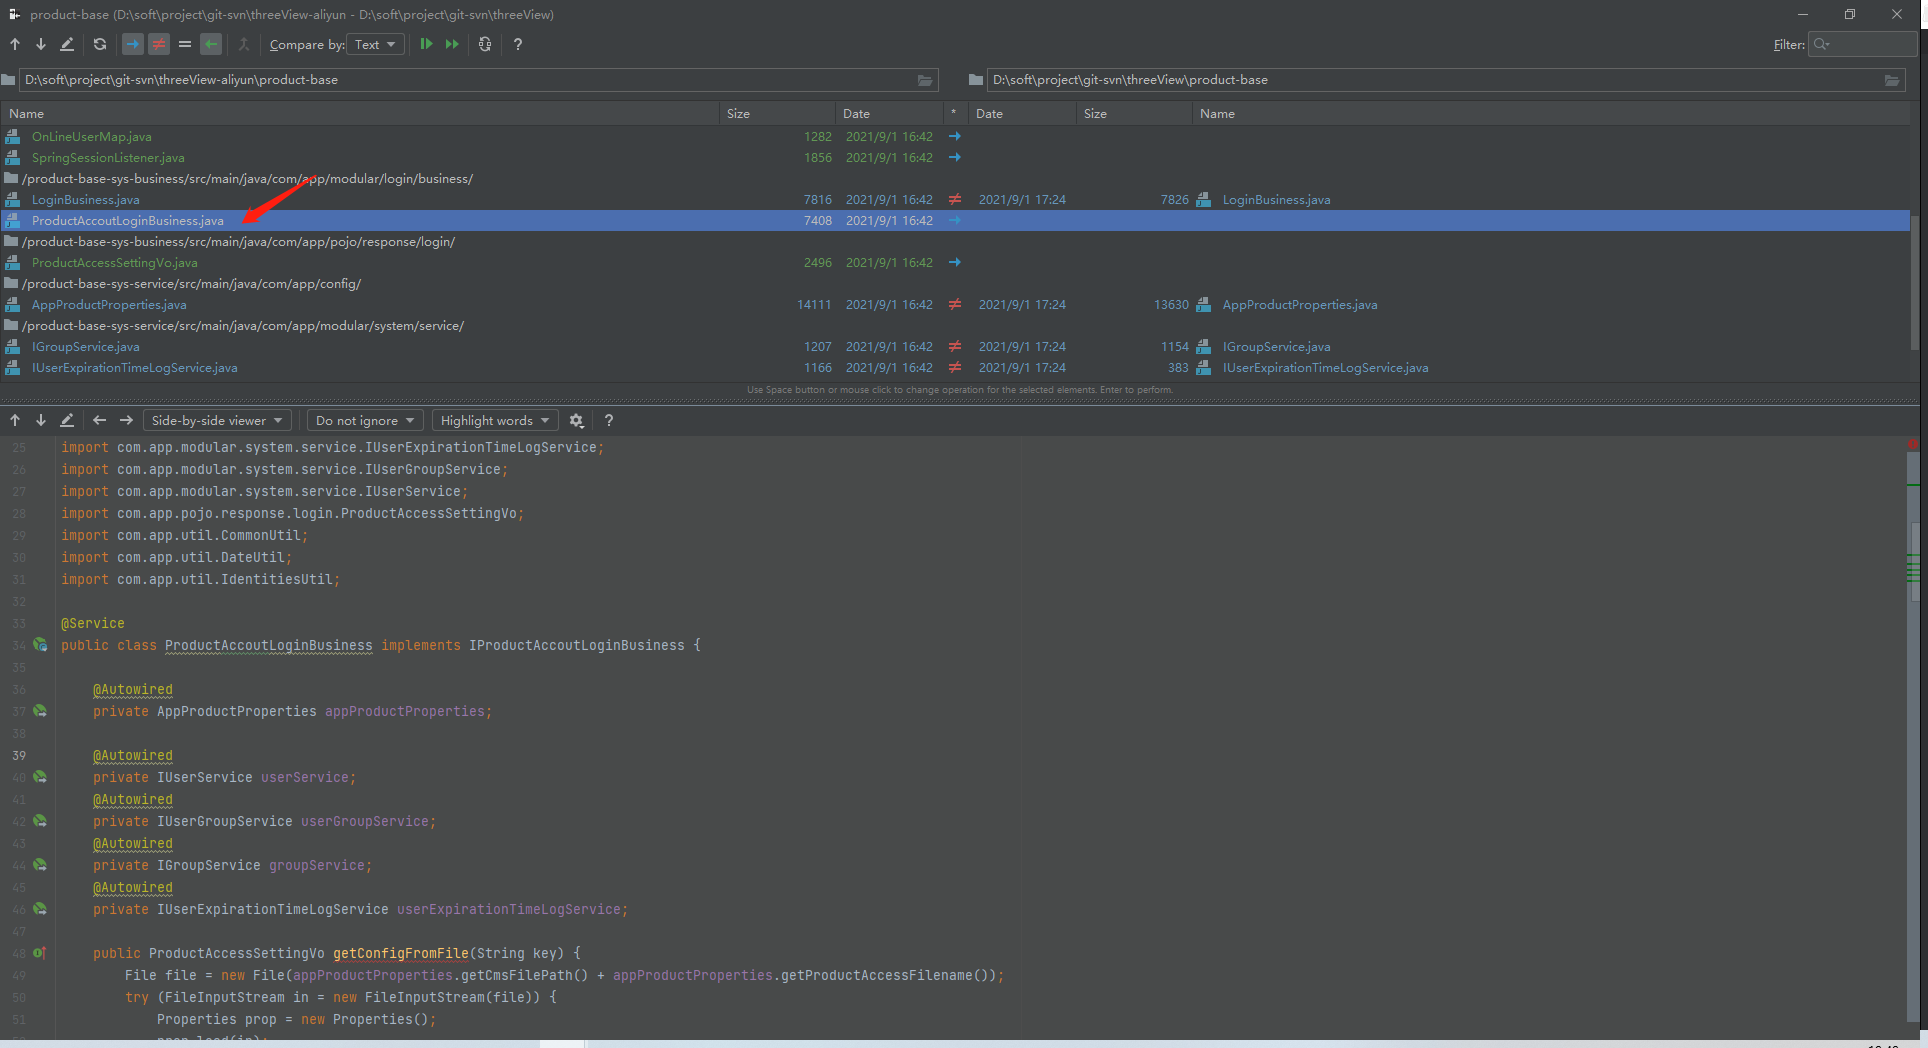 product-base (D:\soft\project\git-svn\threeView-aliyun - D:\soft\project\git-svn\threeView)
Compare by: Text ? Filter:
D:\soft\project\git-svn\threeView-aliyun\product-base D:\soft\project\git-svn\threeView\product-base
Name Size Date * Date Size Name
OnLineUserMap.java 1282 2021/9/1 16:42
SpringSessionListener.java 1856 2021/9/1 16:42
/product-base-sys-business/src/main/java/com/app/modular/login/business/
LoginBusiness.java 7816 2021/9/1 16:42 ≠ 2021/9/1 17:24 7826 LoginBusiness.java
ProductAccoutLoginBusiness.java 7408 2021/9/1 16:42
/product-base-sys-business/src/main/java/com/app/pojo/response/login/
ProductAccessSettingVo.java 2496 2021/9/1 16:42
/product-base-sys-service/src/main/java/com/app/config/
AppProductProperties.java 14111 2021/9/1 16:42 ≠ 2021/9/1 17:24 13630 AppProductProperties.java
/product-base-sys-service/src/main/java/com/app/modular/system/service/
IGroupService.java 1207 2021/9/1 16:42 ≠ 2021/9/1 17:24 1154 IGroupService.java
IUserExpirationTimeLogService.java 1166 2021/9/1 16:42 ≠ 2021/9/1 17:24 383 IUserExpirationTimeLogService.java
Use Space button or mouse click to change operation for the selected elements. Enter to perform.
Side-by-side viewer Do not ignore Highlight words ?
25 import com.app.modular.system.service.IUserExpirationTimeLogService;
26 import com.app.modular.system.service.IUserGroupService;
27 import com.app.modular.system.service.IUserService;
28 import com.app.pojo.response.login.ProductAccessSettingVo;
29 import com.app.util.CommonUtil;
30 import com.app.util.DateUtil;
31 import com.app.util.IdentitiesUtil;
32
33 @Service
34 public class ProductAccoutLoginBusiness implements IProductAccoutLoginBusiness {
35
36 @Autowired
37 private AppProductProperties appProductProperties;
38
39 @Autowired
40 private IUserService userService;
41 @Autowired
42 private IUserGroupService userGroupService;
43 @Autowired
44 private IGroupService groupService;
45 @Autowired
46 private IUserExpirationTimeLogService userExpirationTimeLogService;
47
48 public ProductAccessSettingVo getConfigFromFile(String key) {
49 File file = new File(appProductProperties.getCmsFilePath() + appProductProperties.getProductAccessFilename());
50 try (FileInputStream in = new FileInputStream(file)) {
51 Properties prop = new Properties();
prop.load(in);